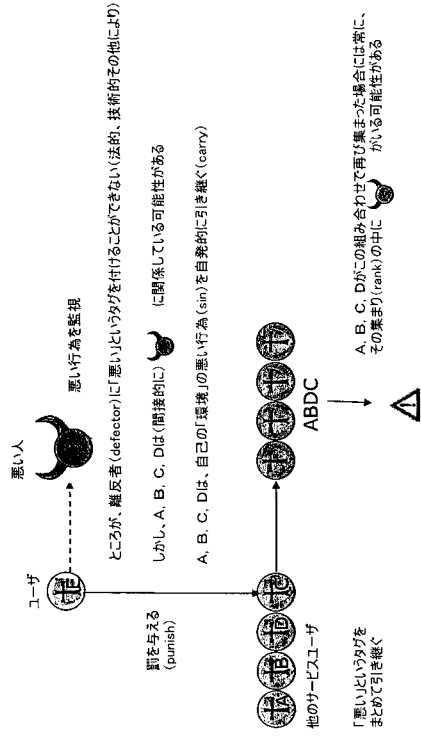 ユーザ
悪い人
悪い行為を監視
ところが、離反者(defector)に「悪い」というタグを付けることができない(法的、技術的その他により)
しかし、A, B, C, Dは(間接的に) に関係している可能性がある
A, B, C, Dは、自己の「環境」の悪い行為(sin)を自発的に引き継ぐ(carry)
罰を与える
(punish)
A
B
D
C
他のサービスユーザ
ABDC
「悪い」というタグを
まとめて引き継ぐ
A, B, C, Dがこの組み合わせで再び集まった場合には常に、
その集まり(rank)の中に がいる可能性がある